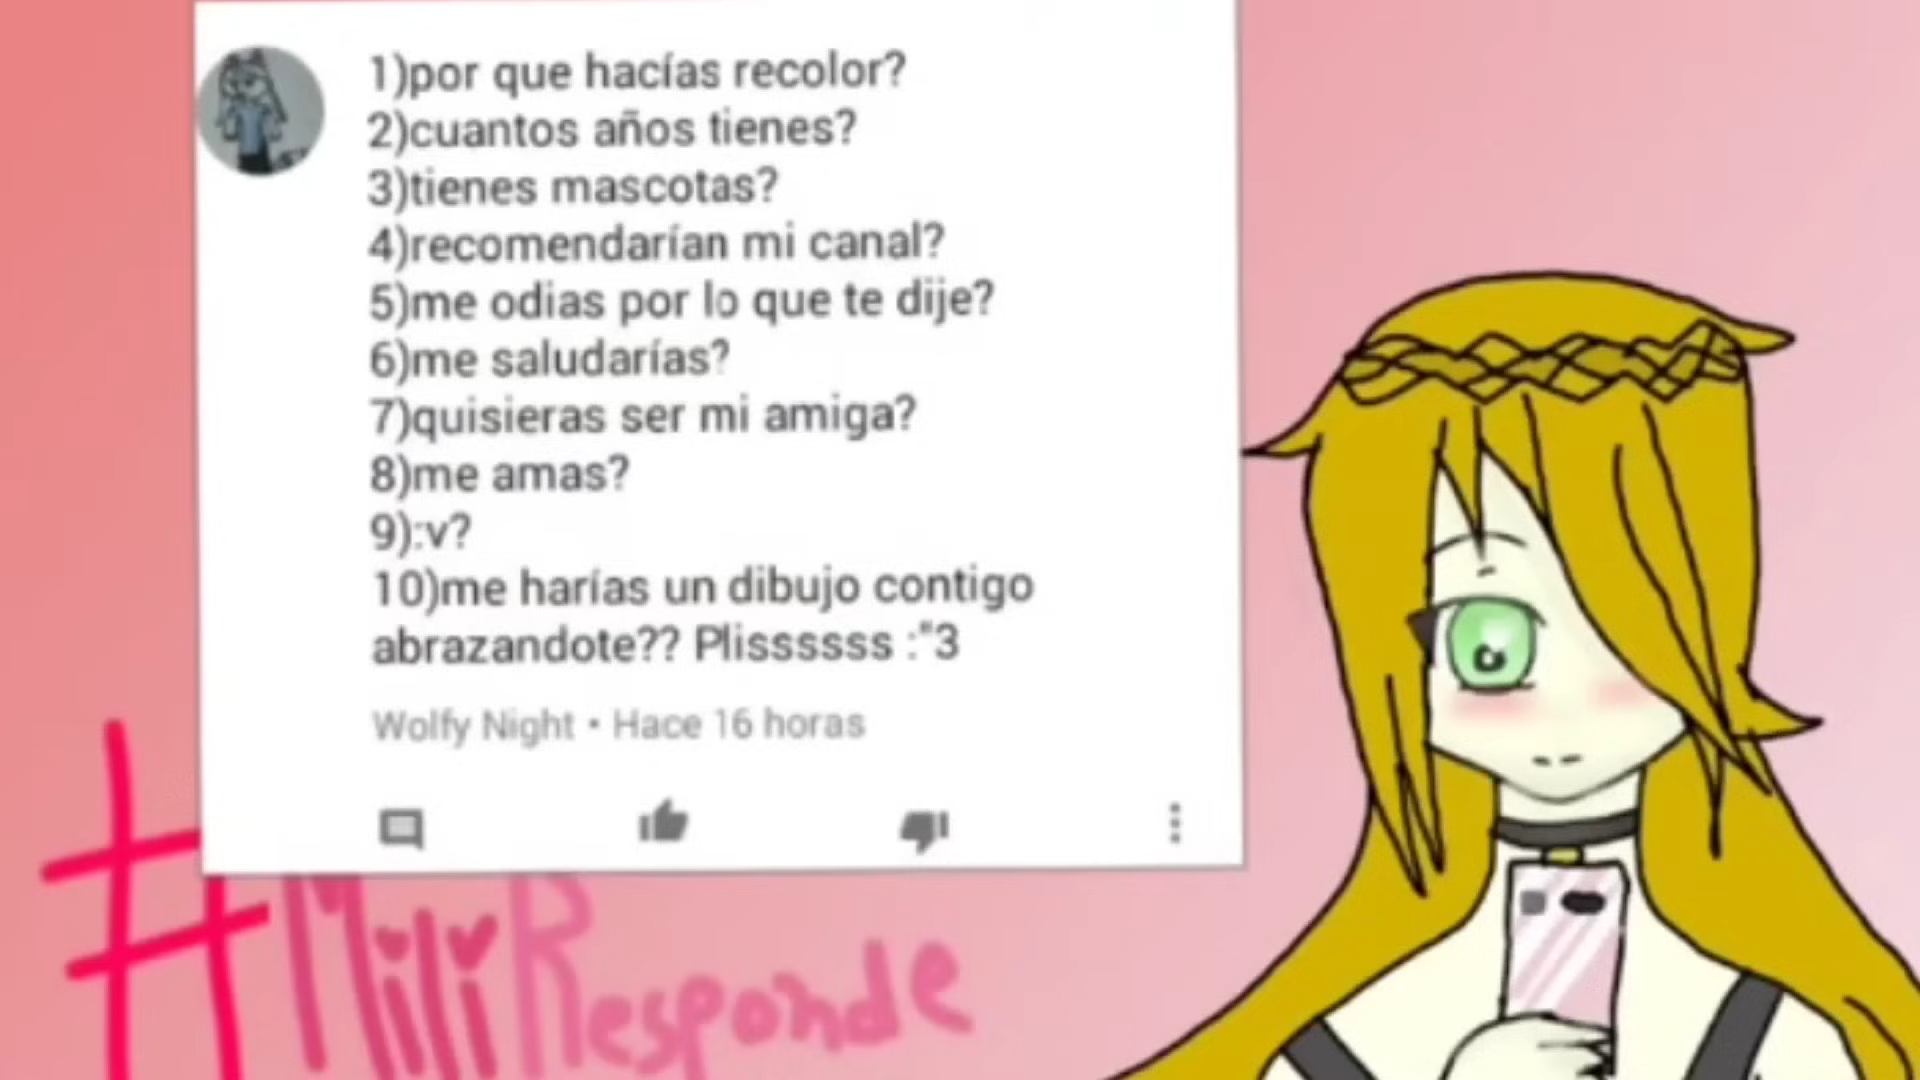 1)por que hacías recolor?
2)cuantos años tienes?
3)tienes mascotas?
4)recomendarían mi canal?
5)me odias por lo que te dije?
6)me saludarías?
7)quisieras ser mi amiga?
8)me amas?
9):v?
10)me harías un dibujo contigo
abrazandote?? Plissssss :"3
Wolfy Night • Hace 16 horas
#MiliResponde